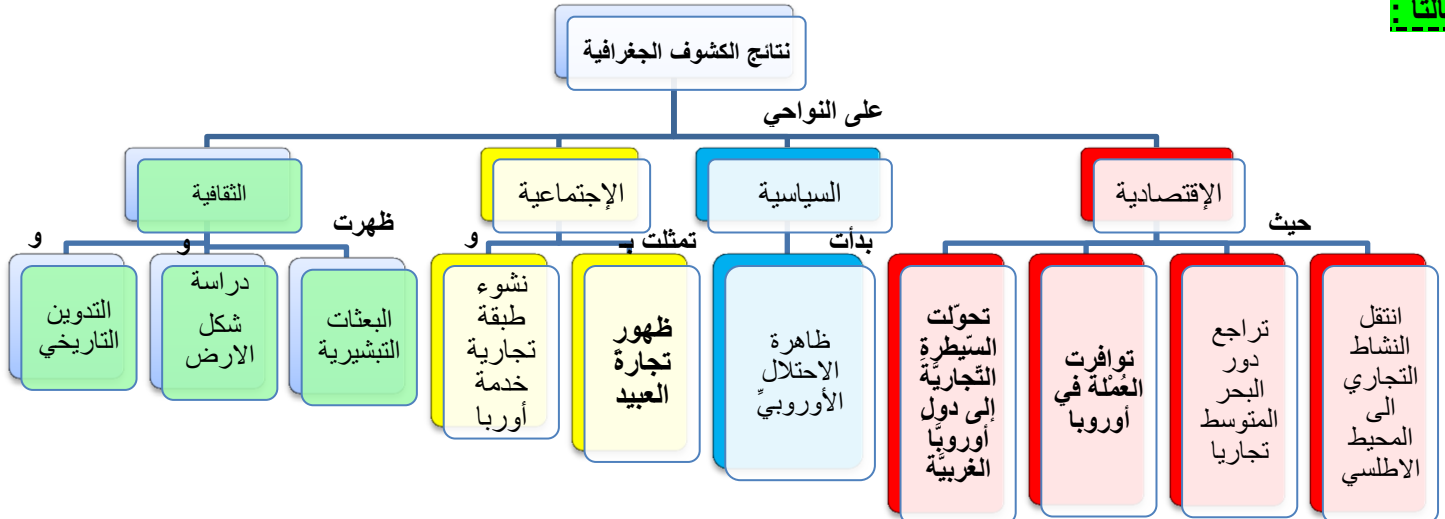 نتائج الكشوف الجغرافية
على النواحي
الإقتصادية
السياسية
الإجتماعية
الثقافية
حيث
بدأت
تمثلت بـ
و
ظهرت
و
و
انتقل
النشاط
التجاري
الى
المحيط
الاطلسي
تراجع
دور
البحر
المتوسط
تجاريا
توافرت
العُمْلة في
أوروبا
تحوّلت
السّيطرة
التّجاريَّة
إلى دولِ
أوروبَّا
الغربيَّة
ظاهرة
الاحتلال
الأوروبيِّ
ظهور
تجارة
العبيد
نشوء
طبقة
تجارية
خدمة
أوربا
البعثات
التبشيرية
دراسة
شكل
الارض
التدوين
التاريخي